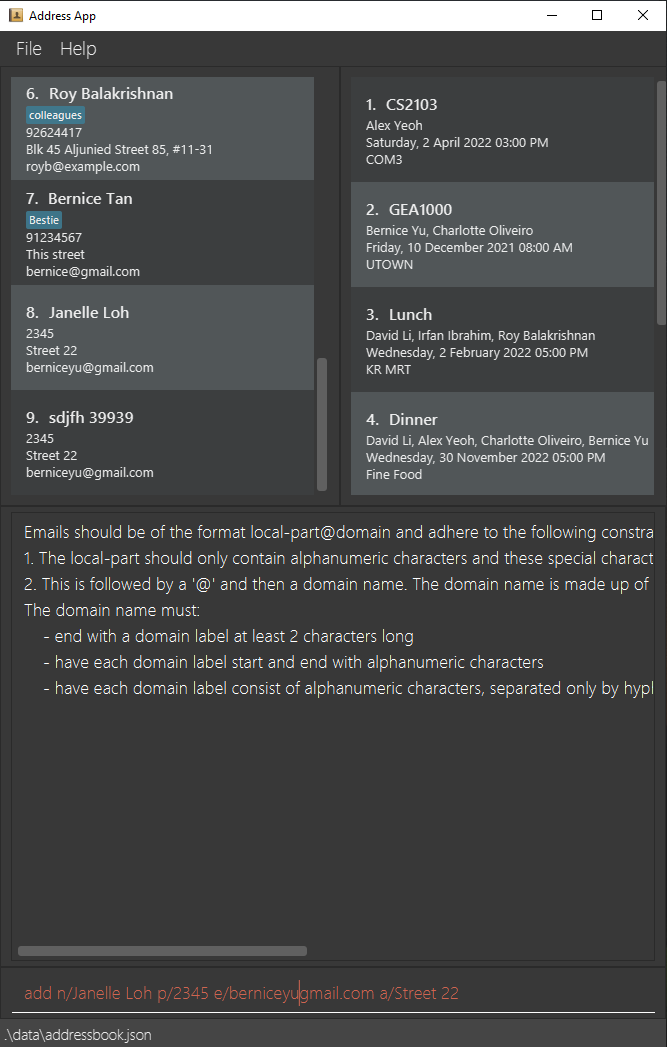 Address App
File Help
6. Roy Balakrishnan
colleagues
92624417
Blk 45 Aljunied Street 85, #11-31
royb@example.com
7. Bernice Tan
Bestie
91234567
This street
bernice@gmail.com
8. Janelle Loh
2345
Street 22
berniceyu@gmail.com
9. sdjfh 39939
2345
Street 22
berniceyu@gmail.com
1. CS2103
Alex Yeoh
Saturday, 2 April 2022 03:00 PM
COM3
2. GEA1000
Bernice Yu, Charlotte Oliveiro
Friday, 10 December 2021 08:00 AM
UTOWN
3. Lunch
David Li, Irfan Ibrahim, Roy Balakrishnan
Wednesday, 2 February 2022 05:00 PM
KR MRT
4. Dinner
David Li, Alex Yeoh, Charlotte Oliveiro, Bernice Yu
Wednesday, 30 November 2022 05:00 PM
Fine Food
Emails should be of the format local-part@domain and adhere to the following constra
1. The local-part should only contain alphanumeric characters and these special charact
2. This is followed by a '@' and then a domain name. The domain name is made up of
The domain name must:
- end with a domain label at least 2 characters long
- have each domain label start and end with alphanumeric characters
- have each domain label consist of alphanumeric characters, separated only by hypl
add n/Janelle Loh p/2345 e/berniceyugmail.com a/Street 22
.\data\addressbook.json